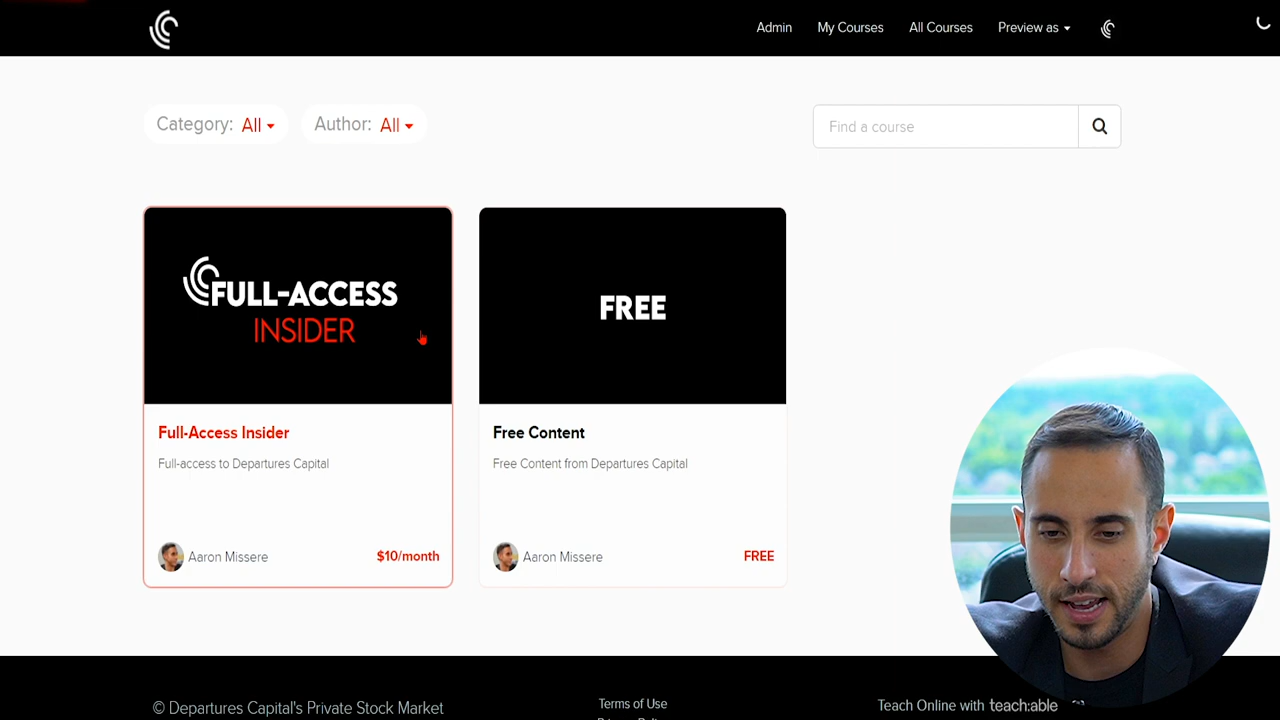 Admin My Courses All Courses Preview as
Category: All Author: All Find a course
FULL-ACCESS
INSIDER
FREE
Full-Access Insider
Full-access to Departures Capital
Aaron Missere $10/month
Free Content
Free Content from Departures Capital
Aaron Missere FREE
© Departures Capital's Private Stock Market
Terms of Use
Teach Online with teach:able